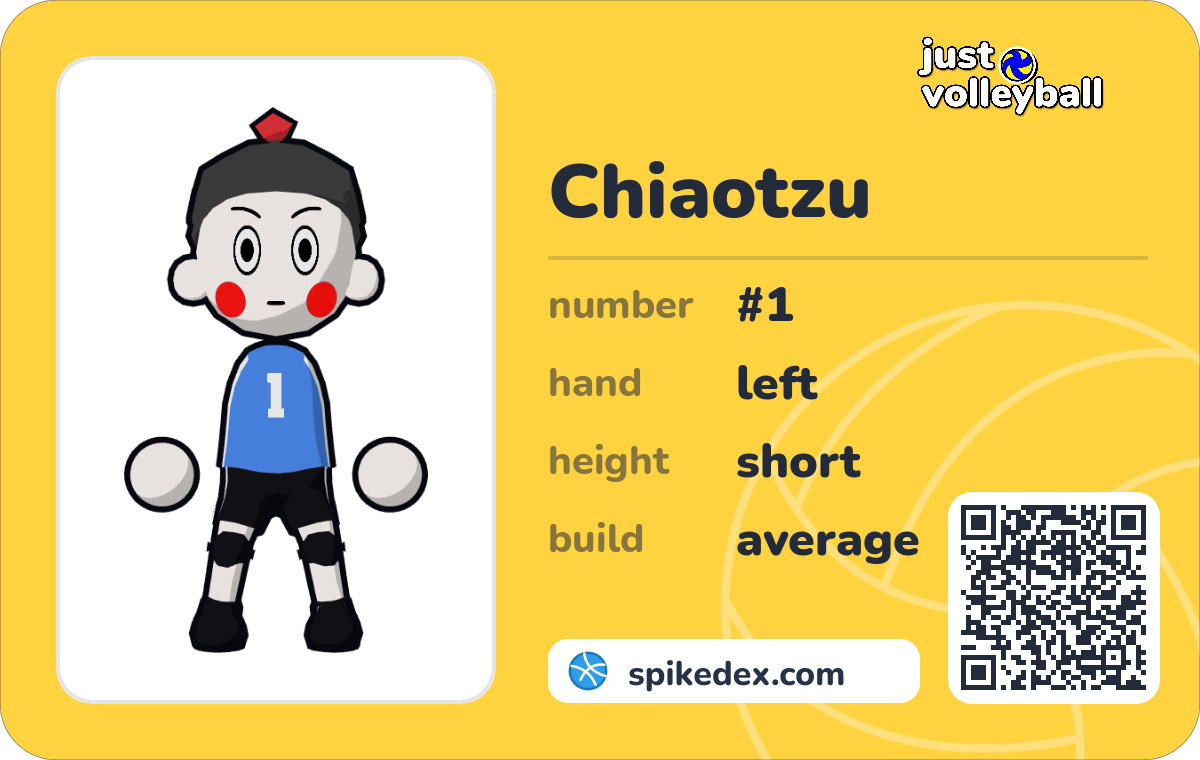 just
volleyball
Chiaotzu
number #1
hand left
height short
build average
1
spikedex.com